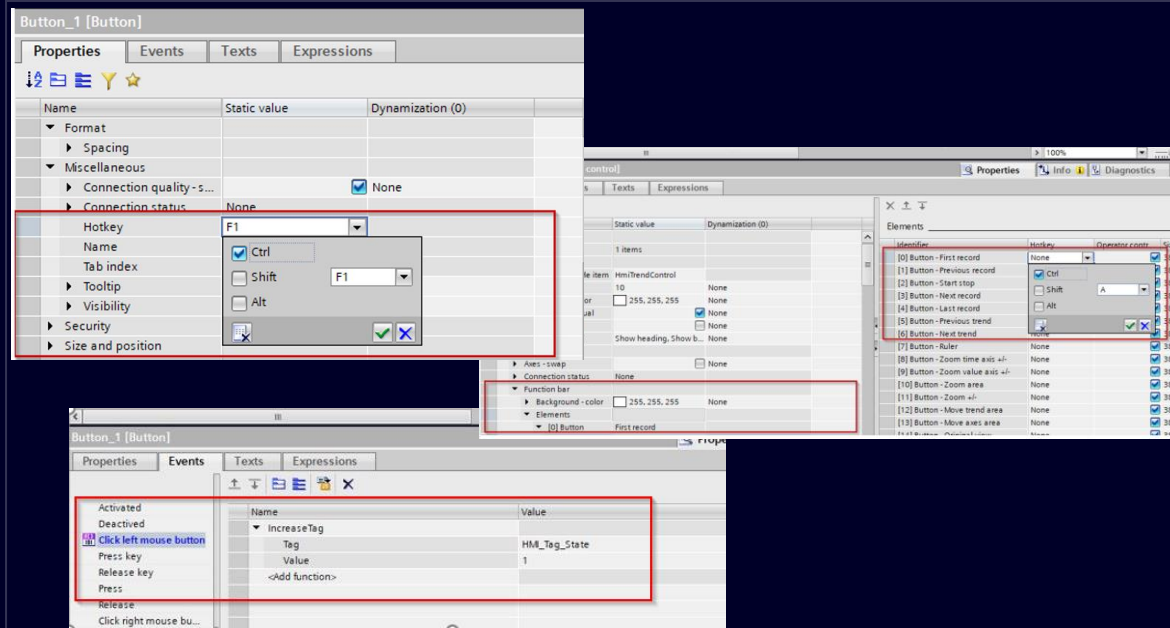 Button_1 [Button]
Properties Events Texts Expressions
Name Static value Dynamization (0)
Format
Spacing
Miscellaneous
Connection quality - s... None
Connection status None
Hotkey F1
Name Ctrl
Tab index Shift F1
Tooltip
Visibility Alt
Security
Size and position
100%
control]
Properties Info Diagnostics
Texts Expressions
Static value Dynamization (0)
1 items
HmiTrendControl
10 None
255, 255, 255 None
None
None
Show heading, Show b... None
Axes - swap None
Connection status None
Function bar
Background - color 255, 255, 255 None
Elements
[0] Button First record
Elements
Identifier Hotkey Operator contr...
[0] Button - First record None
[1] Button - Previous record Ctrl
[2] Button - Start stop Shift A
[3] Button - Next record
[4] Button - Last record Alt
[5] Button - Previous trend
[6] Button - Next trend None
[7] Button - Ruler None
[8] Button - Zoom time axis +/- None
[9] Button - Zoom value axis +/- None
[10] Button - Zoom area None
[11] Button - Zoom +/- None
[12] Button - Move trend area None
[13] Button - Move axes area None
Button_1 [Button]
Properties Events Texts Expressions
Activated
Deactived
Click left mouse button
Press key
Release key
Press
Release
Click right mouse bu...
Name Value
IncreaseTag
Tag HMI_Tag_State
Value 1
<Add function>